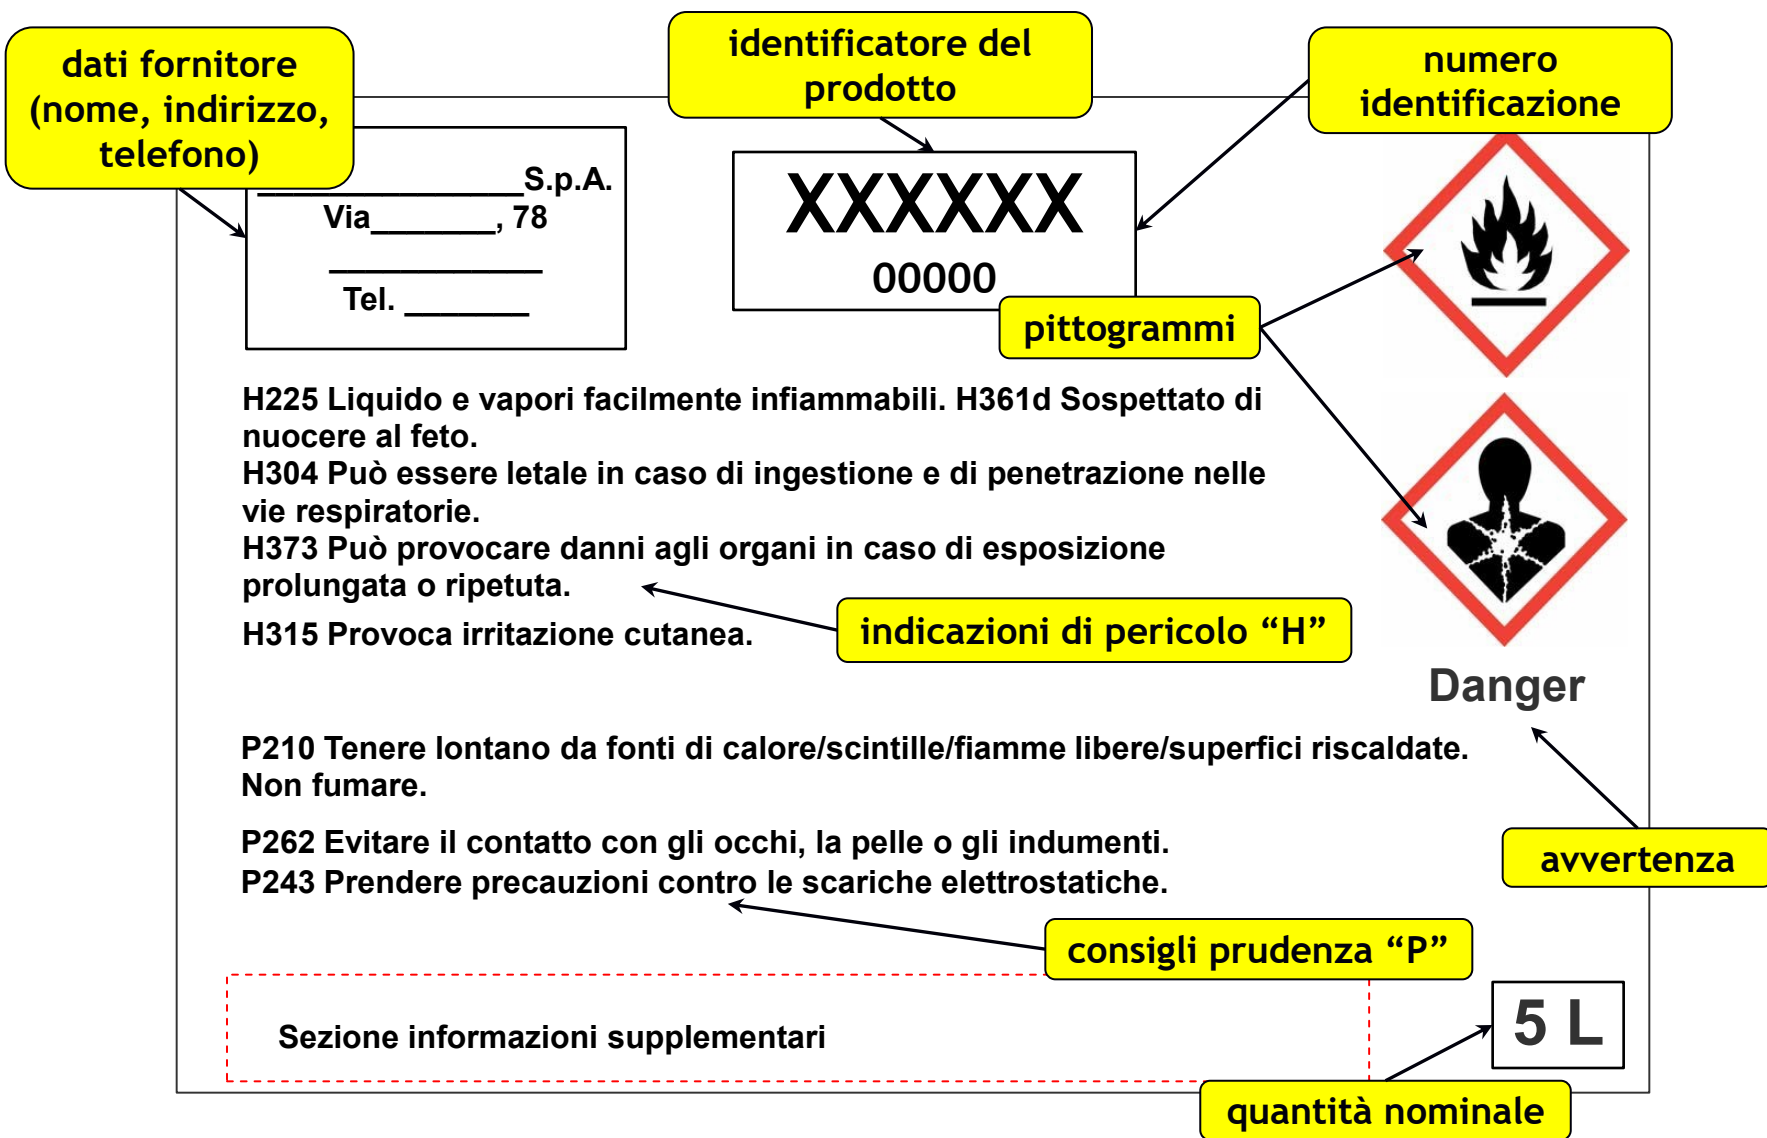 dati fornitore
(nome, indirizzo,
telefono)
identificatore del
prodotto
numero
identificazione
_______________S.p.A.
Via_______, 78
____________
Tel. _______
XXXXXX
00000
pittogrammi
H225 Liquido e vapori facilmente infiammabili. H361d Sospettato di
nuocere al feto.
H304 Può essere letale in caso di ingestione e di penetrazione nelle
vie respiratorie.
H373 Può provocare danni agli organi in caso di esposizione
prolungata o ripetuta.
H315 Provoca irritazione cutanea.
indicazioni di pericolo “H”
Danger
P210 Tenere lontano da fonti di calore/scintille/fiamme libere/superfici riscaldate.
Non fumare.
P262 Evitare il contatto con gli occhi, la pelle o gli indumenti.
P243 Prendere precauzioni contro le scariche elettrostatiche.
avvertenza
consigli prudenza “P”
Sezione informazioni supplementari
5 L
quantità nominale